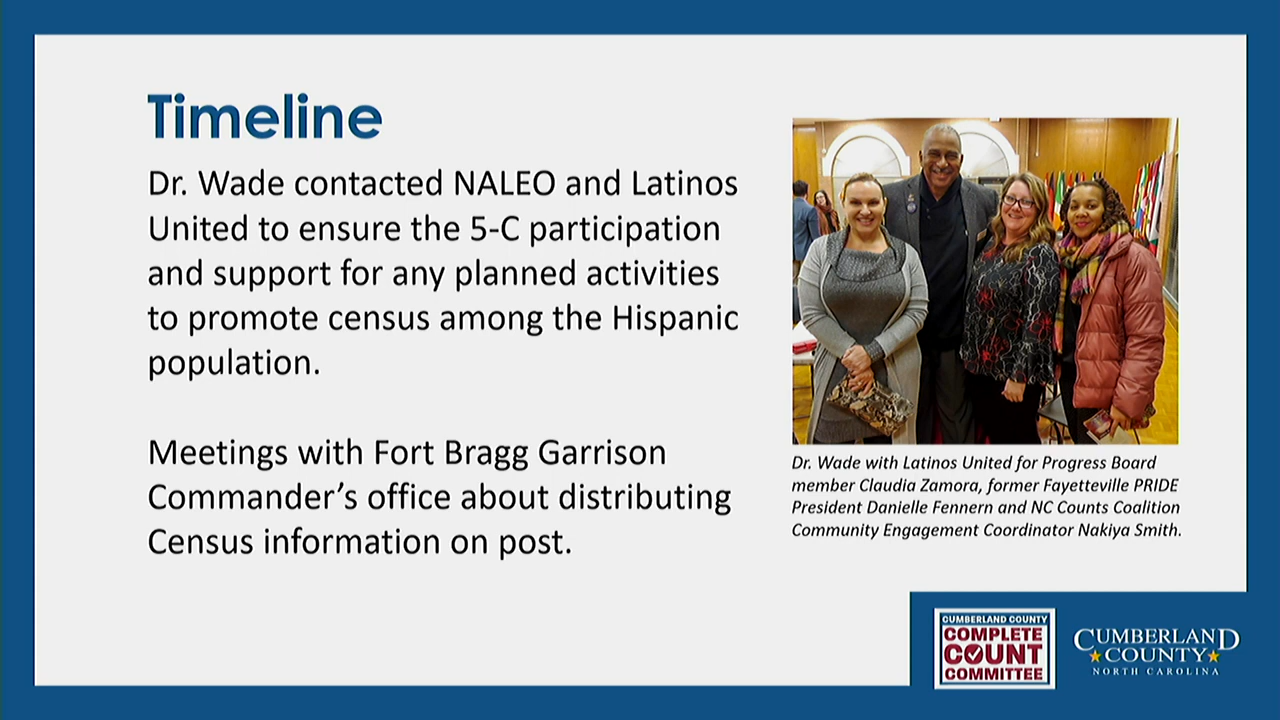 Timeline
Dr. Wade contacted NALEO and Latinos
United to ensure the 5-C participation
and support for any planned activities
to promote census among the Hispanic
population.
Meetings with Fort Bragg Garrison
Commander's office about distributing
Census information on post.
Dr. Wade with Latinos United for Progress Board
member Claudia Zamora, former Fayetteville PRIDE
President Danielle Fennern and NC Counts Coalition
Community Engagement Coordinator Nakiya Smith.
CUMBERLAND COUNTY
COMPLETE
COUNT
COMMITTEE
CUMBERLAND
COUNTY
NORTH CAROLINA